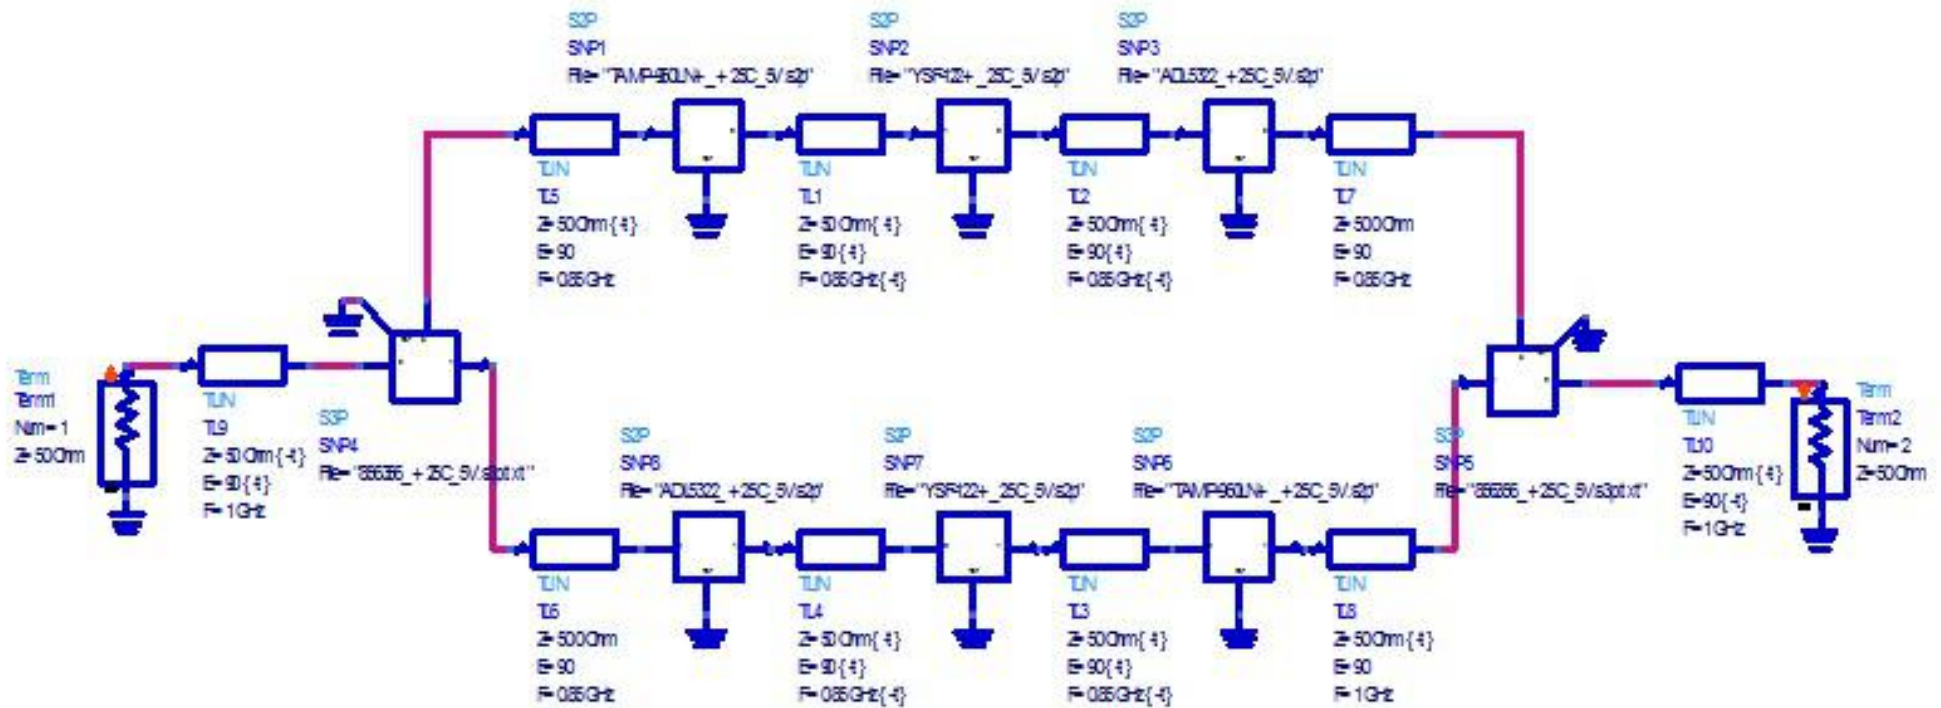 S2P
SNP1
File="TAMP-960LN+_+25C_5V.s2p"
S2P
SNP2
File="YSF-122+_25C_5V.s2p"
S2P
SNP3
File="ADL5322_+25C_5V.s2p"
TLIN
TL5
Z=50 Ohm {-t}
E=90
F=0.85 GHz
TLIN
TL1
Z=50 Ohm {-t}
E=90 {-t}
F=0.85 GHz {-t}
TLIN
TL2
Z=50 Ohm {-t}
E=90 {-t}
F=0.85 GHz {-t}
TLIN
TL7
Z=50.0 Ohm
E=90
F=0.85 GHz
Term
Term1
Num=1
Z=50 Ohm
TLIN
TL9
Z=50 Ohm {-t}
E=90 {-t}
F=1 GHz
S3P
SNP4
S2P
SNP8
File="ADL5322_+25C_5V.s2p"
S2P
SNP7
File="YSF-122+_25C_5V.s2p"
S2P
SNP6
File="TAMP-960LN+_+25C_5V.s2p"
S3P
SNP5
TLIN
TL10
Z=50 Ohm {-t}
E=90 {-t}
F=1 GHz
Term
Term2
Num=2
Z=50 Ohm
TLIN
TL6
Z=50.0 Ohm
E=90
F=0.85 GHz
TLIN
TL4
Z=50 Ohm {-t}
E=90 {-t}
F=0.85 GHz {-t}
TLIN
TL3
Z=50 Ohm {-t}
E=90 {-t}
F=0.85 GHz {-t}
TLIN
TL8
Z=50 Ohm {-t}
E=90
F=1 GHz